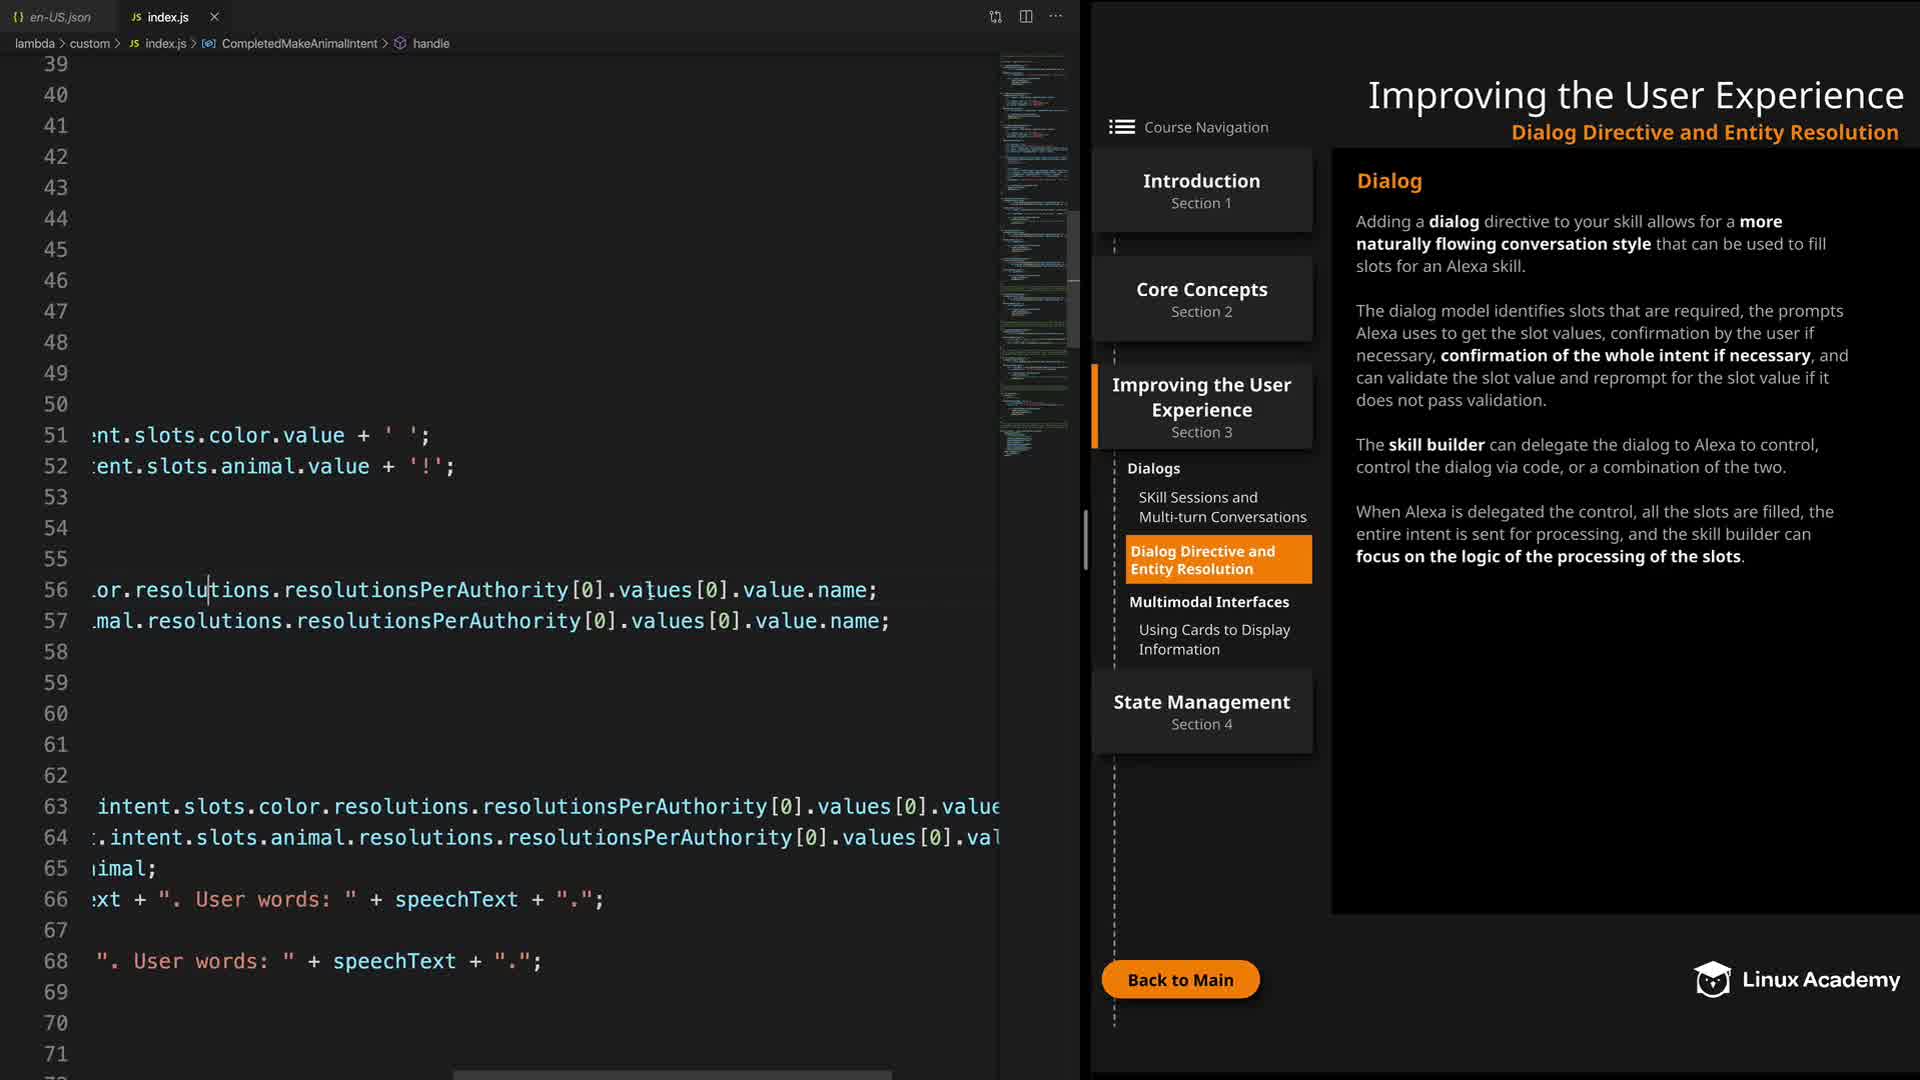 {} en-US.json
JS index.js
lambda > custom > JS index.js > CompletedMakeAnimalIntent > handle
39
40
41
42
43
44
45
46
47
48
49
50
51 ent.slots.color.value + ' ';
52 tent.slots.animal.value + '!';
53
54
55
56 lor.resolutions.resolutionsPerAuthority[0].values[0].value.name;
57 imal.resolutions.resolutionsPerAuthority[0].values[0].value.name;
58
59
60
61
62
63 intent.slots.color.resolutions.resolutionsPerAuthority[0].values[0].value
64 t.intent.slots.animal.resolutions.resolutionsPerAuthority[0].values[0].val
65 nimal;
66 ext + ". User words: " + speechText + ".";
67
68 ". User words: " + speechText + ".";
69
70
71
Improving the User Experience
Dialog Directive and Entity Resolution
Course Navigation
Introduction
Section 1
Core Concepts
Section 2
Improving the User
Experience
Section 3
Dialogs
SKill Sessions and
Multi-turn Conversations
Dialog Directive and
Entity Resolution
Multimodal Interfaces
Using Cards to Display
Information
State Management
Section 4
Back to Main
Dialog
Adding a dialog directive to your skill allows for a more
naturally flowing conversation style that can be used to fill
slots for an Alexa skill.
The dialog model identifies slots that are required, the prompts
Alexa uses to get the slot values, confirmation by the user if
necessary, confirmation of the whole intent if necessary, and
can validate the slot value and reprompt for the slot value if it
does not pass validation.
The skill builder can delegate the dialog to Alexa to control,
control the dialog via code, or a combination of the two.
When Alexa is delegated the control, all the slots are filled, the
entire intent is sent for processing, and the skill builder can
focus on the logic of the processing of the slots.
Linux Academy